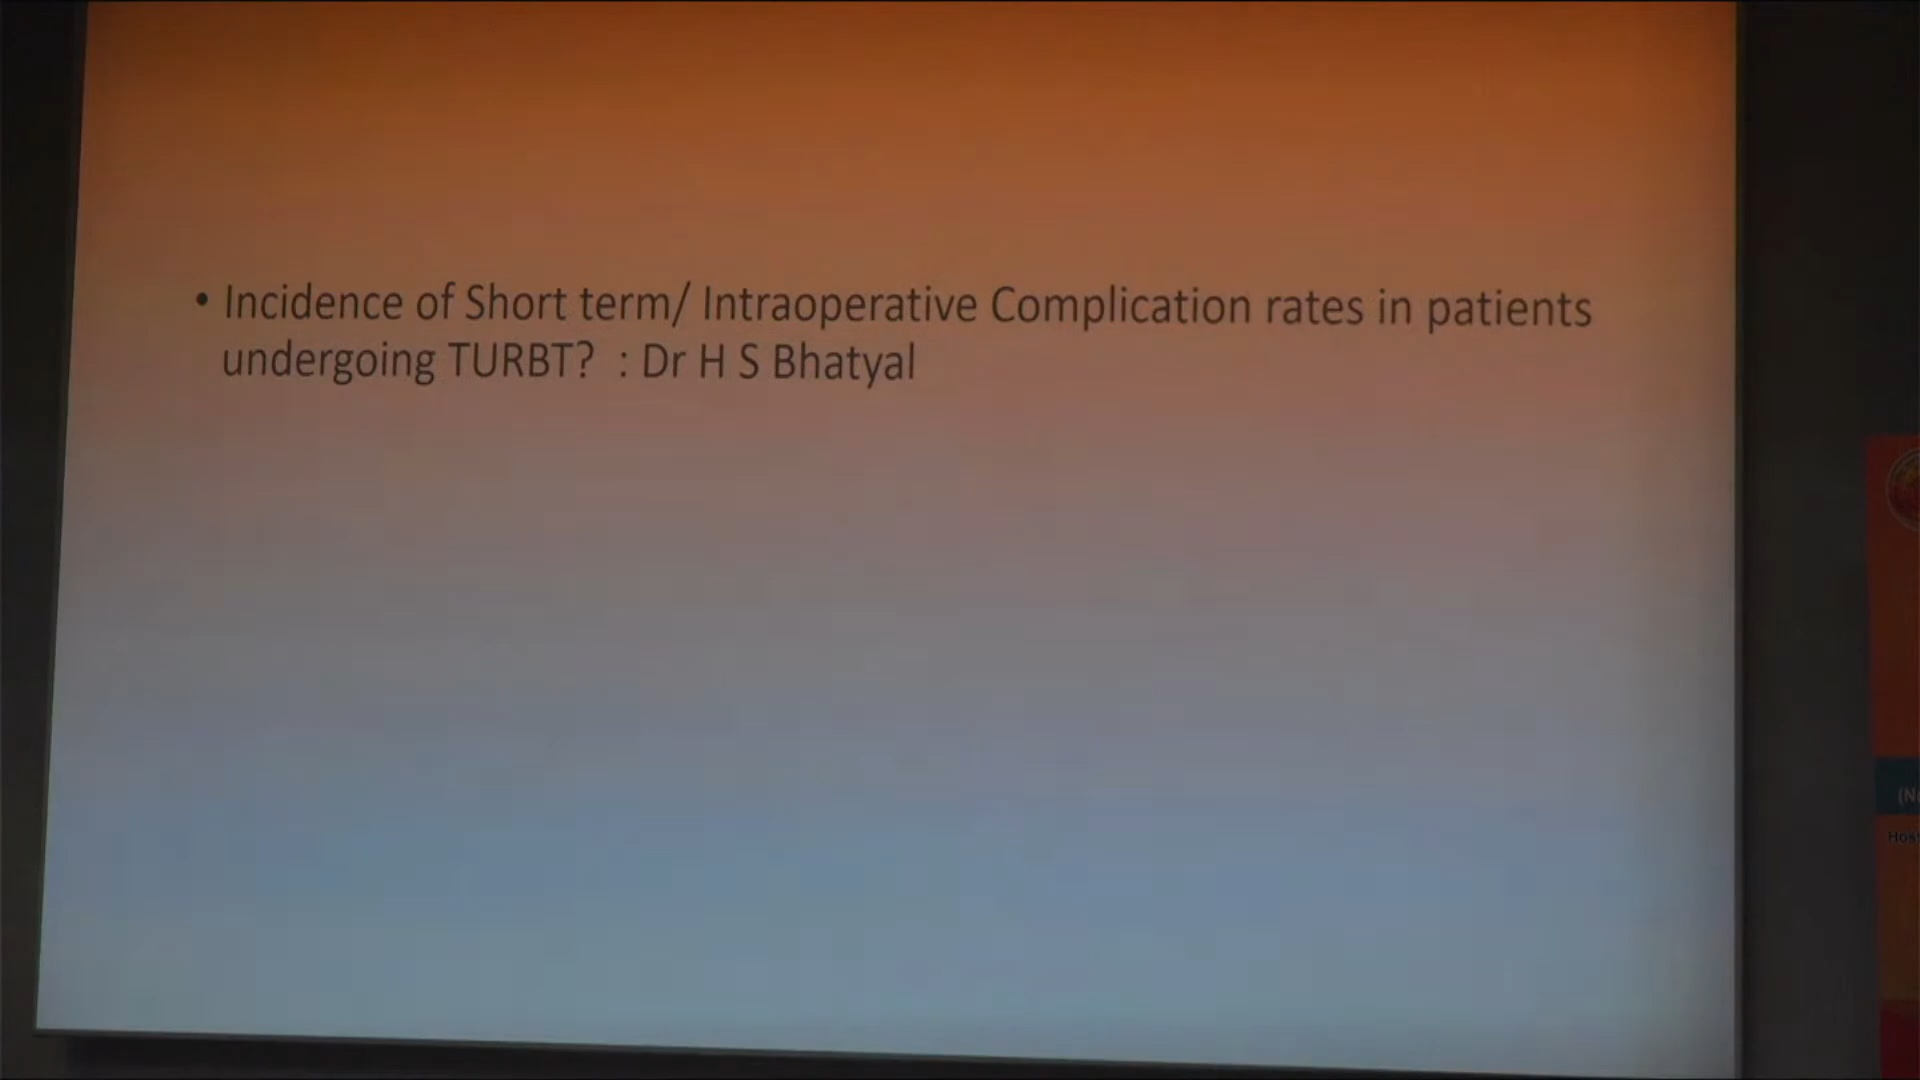 • Incidence of Short term/ Intraoperative Complication rates in patients
undergoing TURBT?  : Dr H S Bhatyal